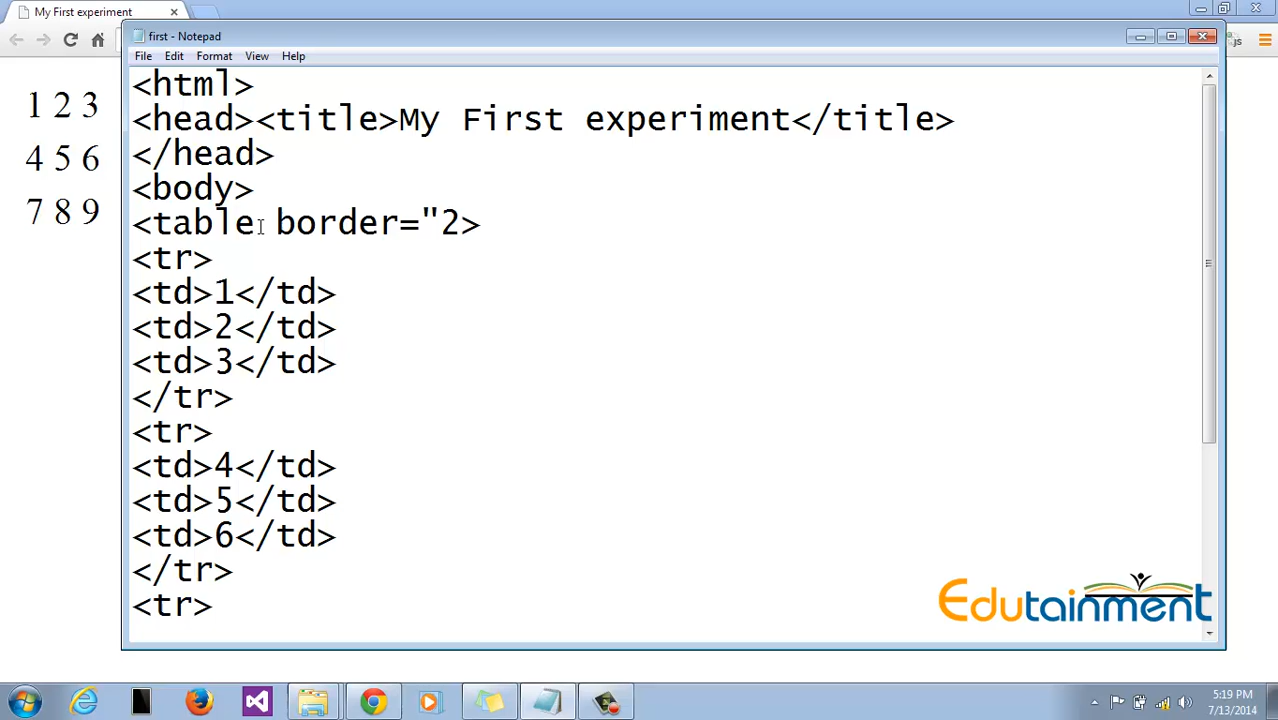 My First experiment
first - Notepad
File Edit Format View Help
js
1 2 3
4 5 6
7 8 9
<html>
<head><title>My First experiment</title>
</head>
<body>
<table border="2>
<tr>
<td>1</td>
<td>2</td>
<td>3</td>
</tr>
<tr>
<td>4</td>
<td>5</td>
<td>6</td>
</tr>
<tr>
Edutainment
5:19 PM
7/13/2014